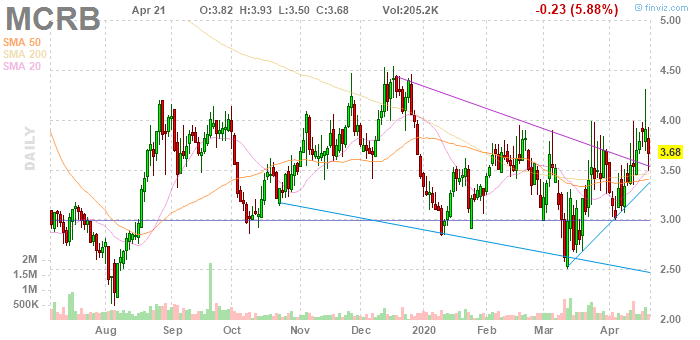 MCRB
Apr 21
O:3.82 H:3.93 L:3.50 C:3.68
Vol:205.2K
-0.23 (5.88%)
© finviz.com
SMA 50
SMA 200
SMA 20
DAILY
5.00
4.50
4.00
3.68
3.50
3.00
2.50
2.00
2M
1.5M
1M
500K
Aug
Sep
Oct
Nov
Dec
2020
Feb
Mar
Apr